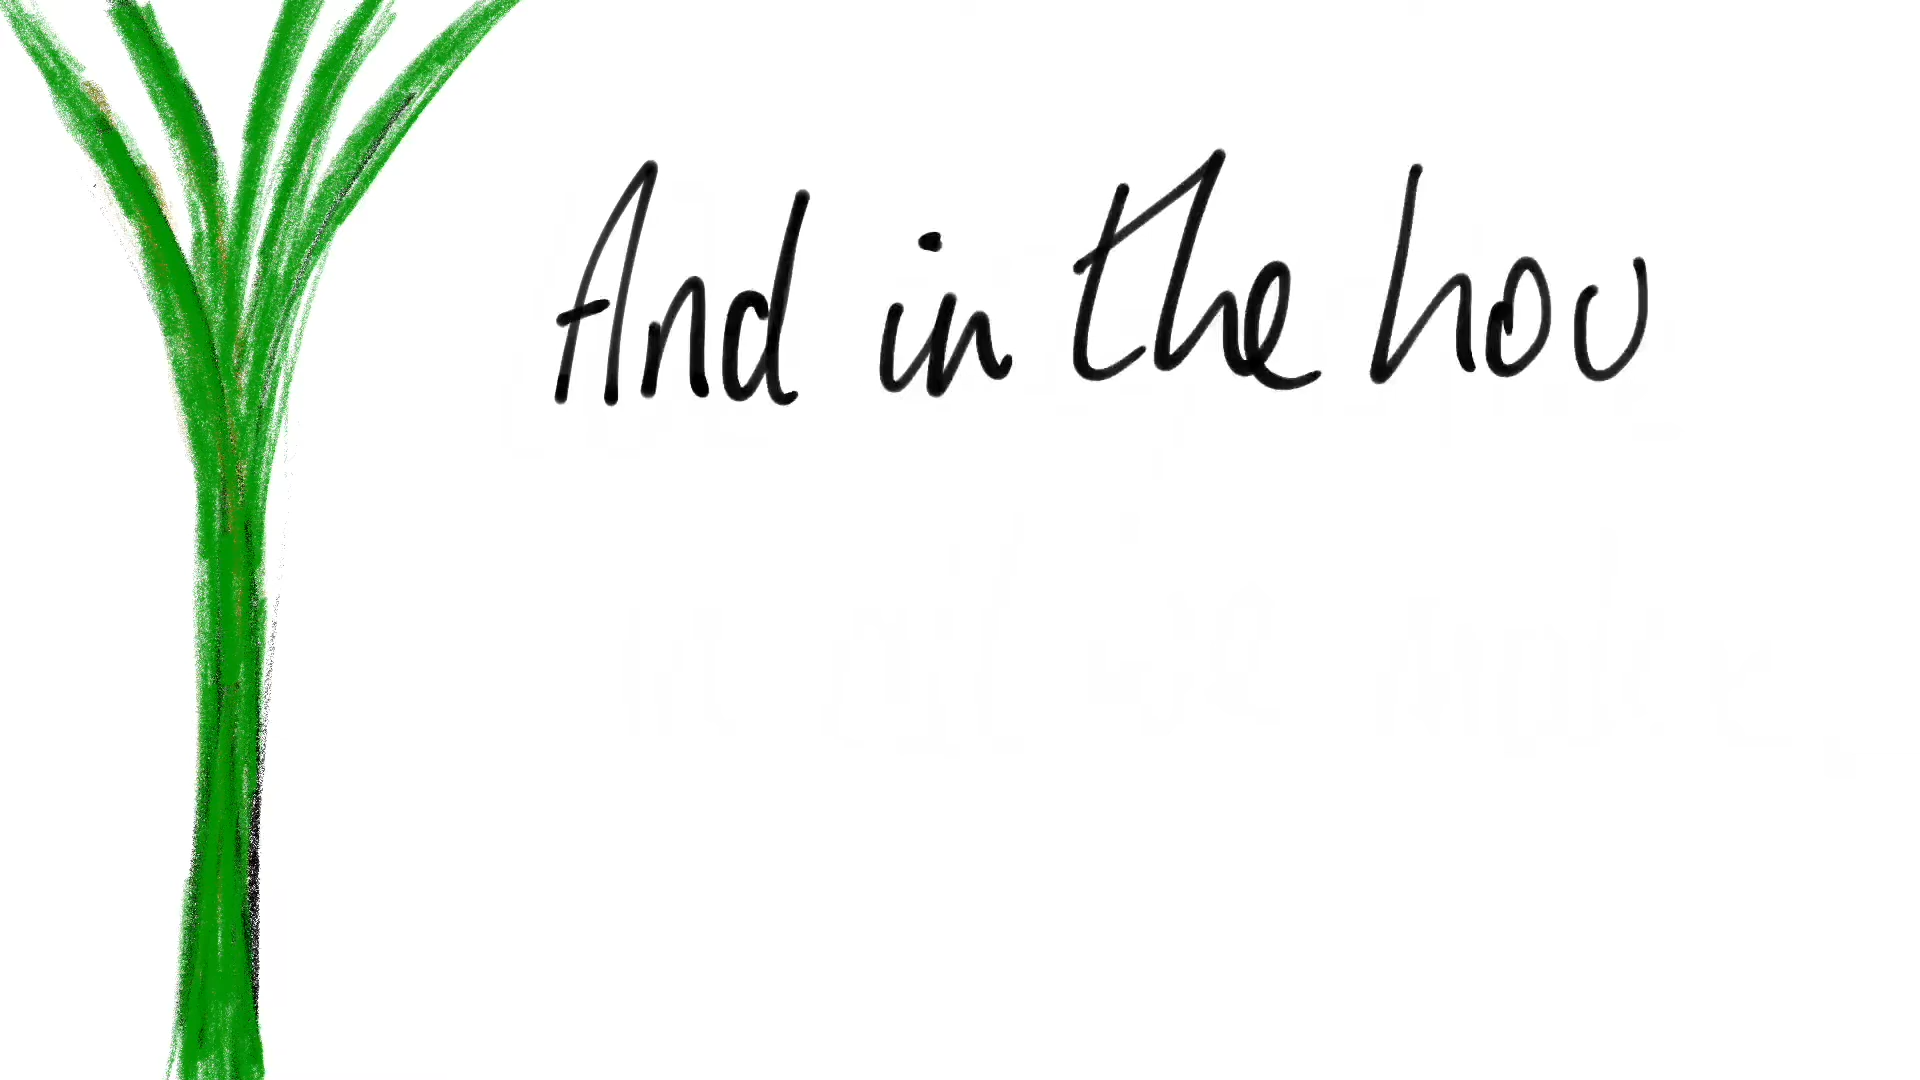 And in the hou